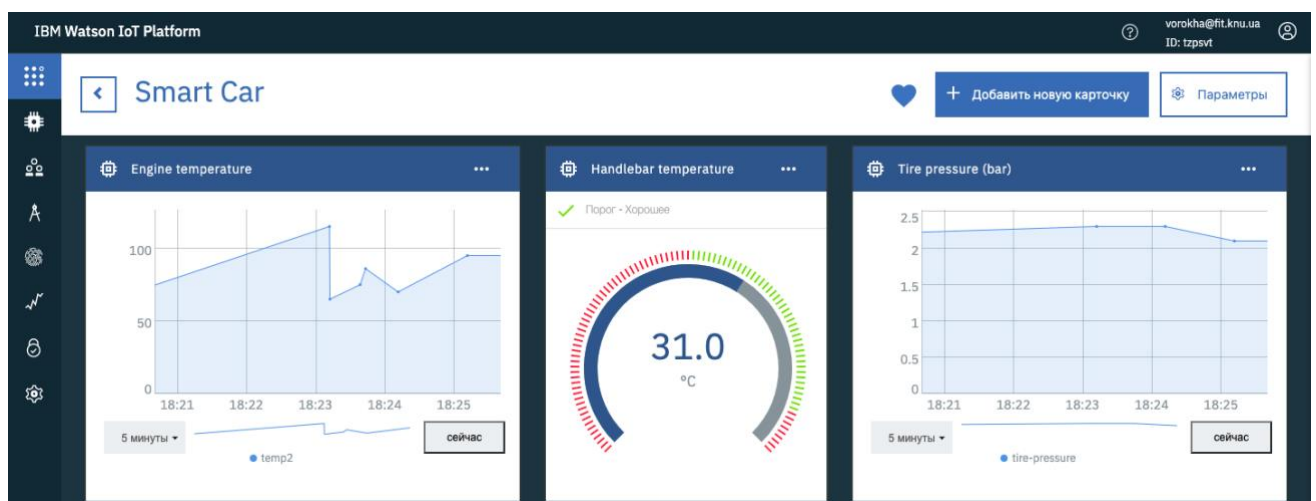 IBM Watson IoT Platform
vorokha@fit.knu.ua
ID: tzpsvt
Smart Car
+ Добавить новую карточку
Параметры
Engine temperature
100
50
0
18:21 18:22 18:23 18:24 18:25
5 минуты
сейчас
temp2
Handlebar temperature
Порог - Хорошее
31.0
°C
Tire pressure (bar)
2.5
2
1.5
1
0.5
0
18:21 18:22 18:23 18:24 18:25
5 минуты
сейчас
tire-pressure